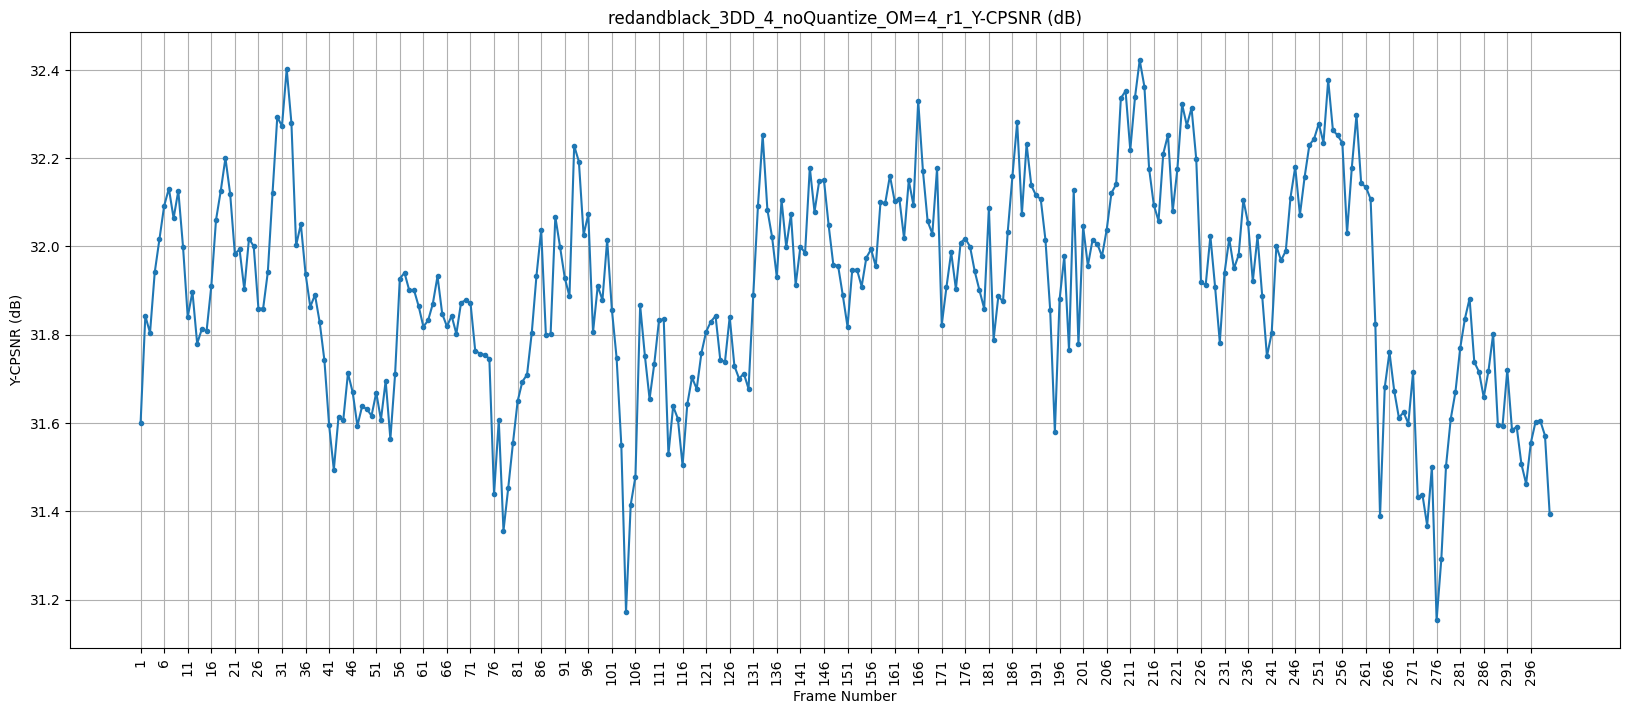 redandblack_3DD_4_noQuantize_OM=4_r1_Y-CPSNR (dB)
Y-CPSNR (dB)
32.4
32.2
32.0
31.8
31.6
31.4
31.2
1 6 11 16 21 26 31 36 41 46 51 56 61 66 71 76 81 86 91 96 101 106 111 116 121 126 131 136 141 146 151 156 161 166 171 176 181 186 191 196 201 206 211 216 221 226 231 236 241 246 251 256 261 266 271 276 281 286 291 296
Frame Number